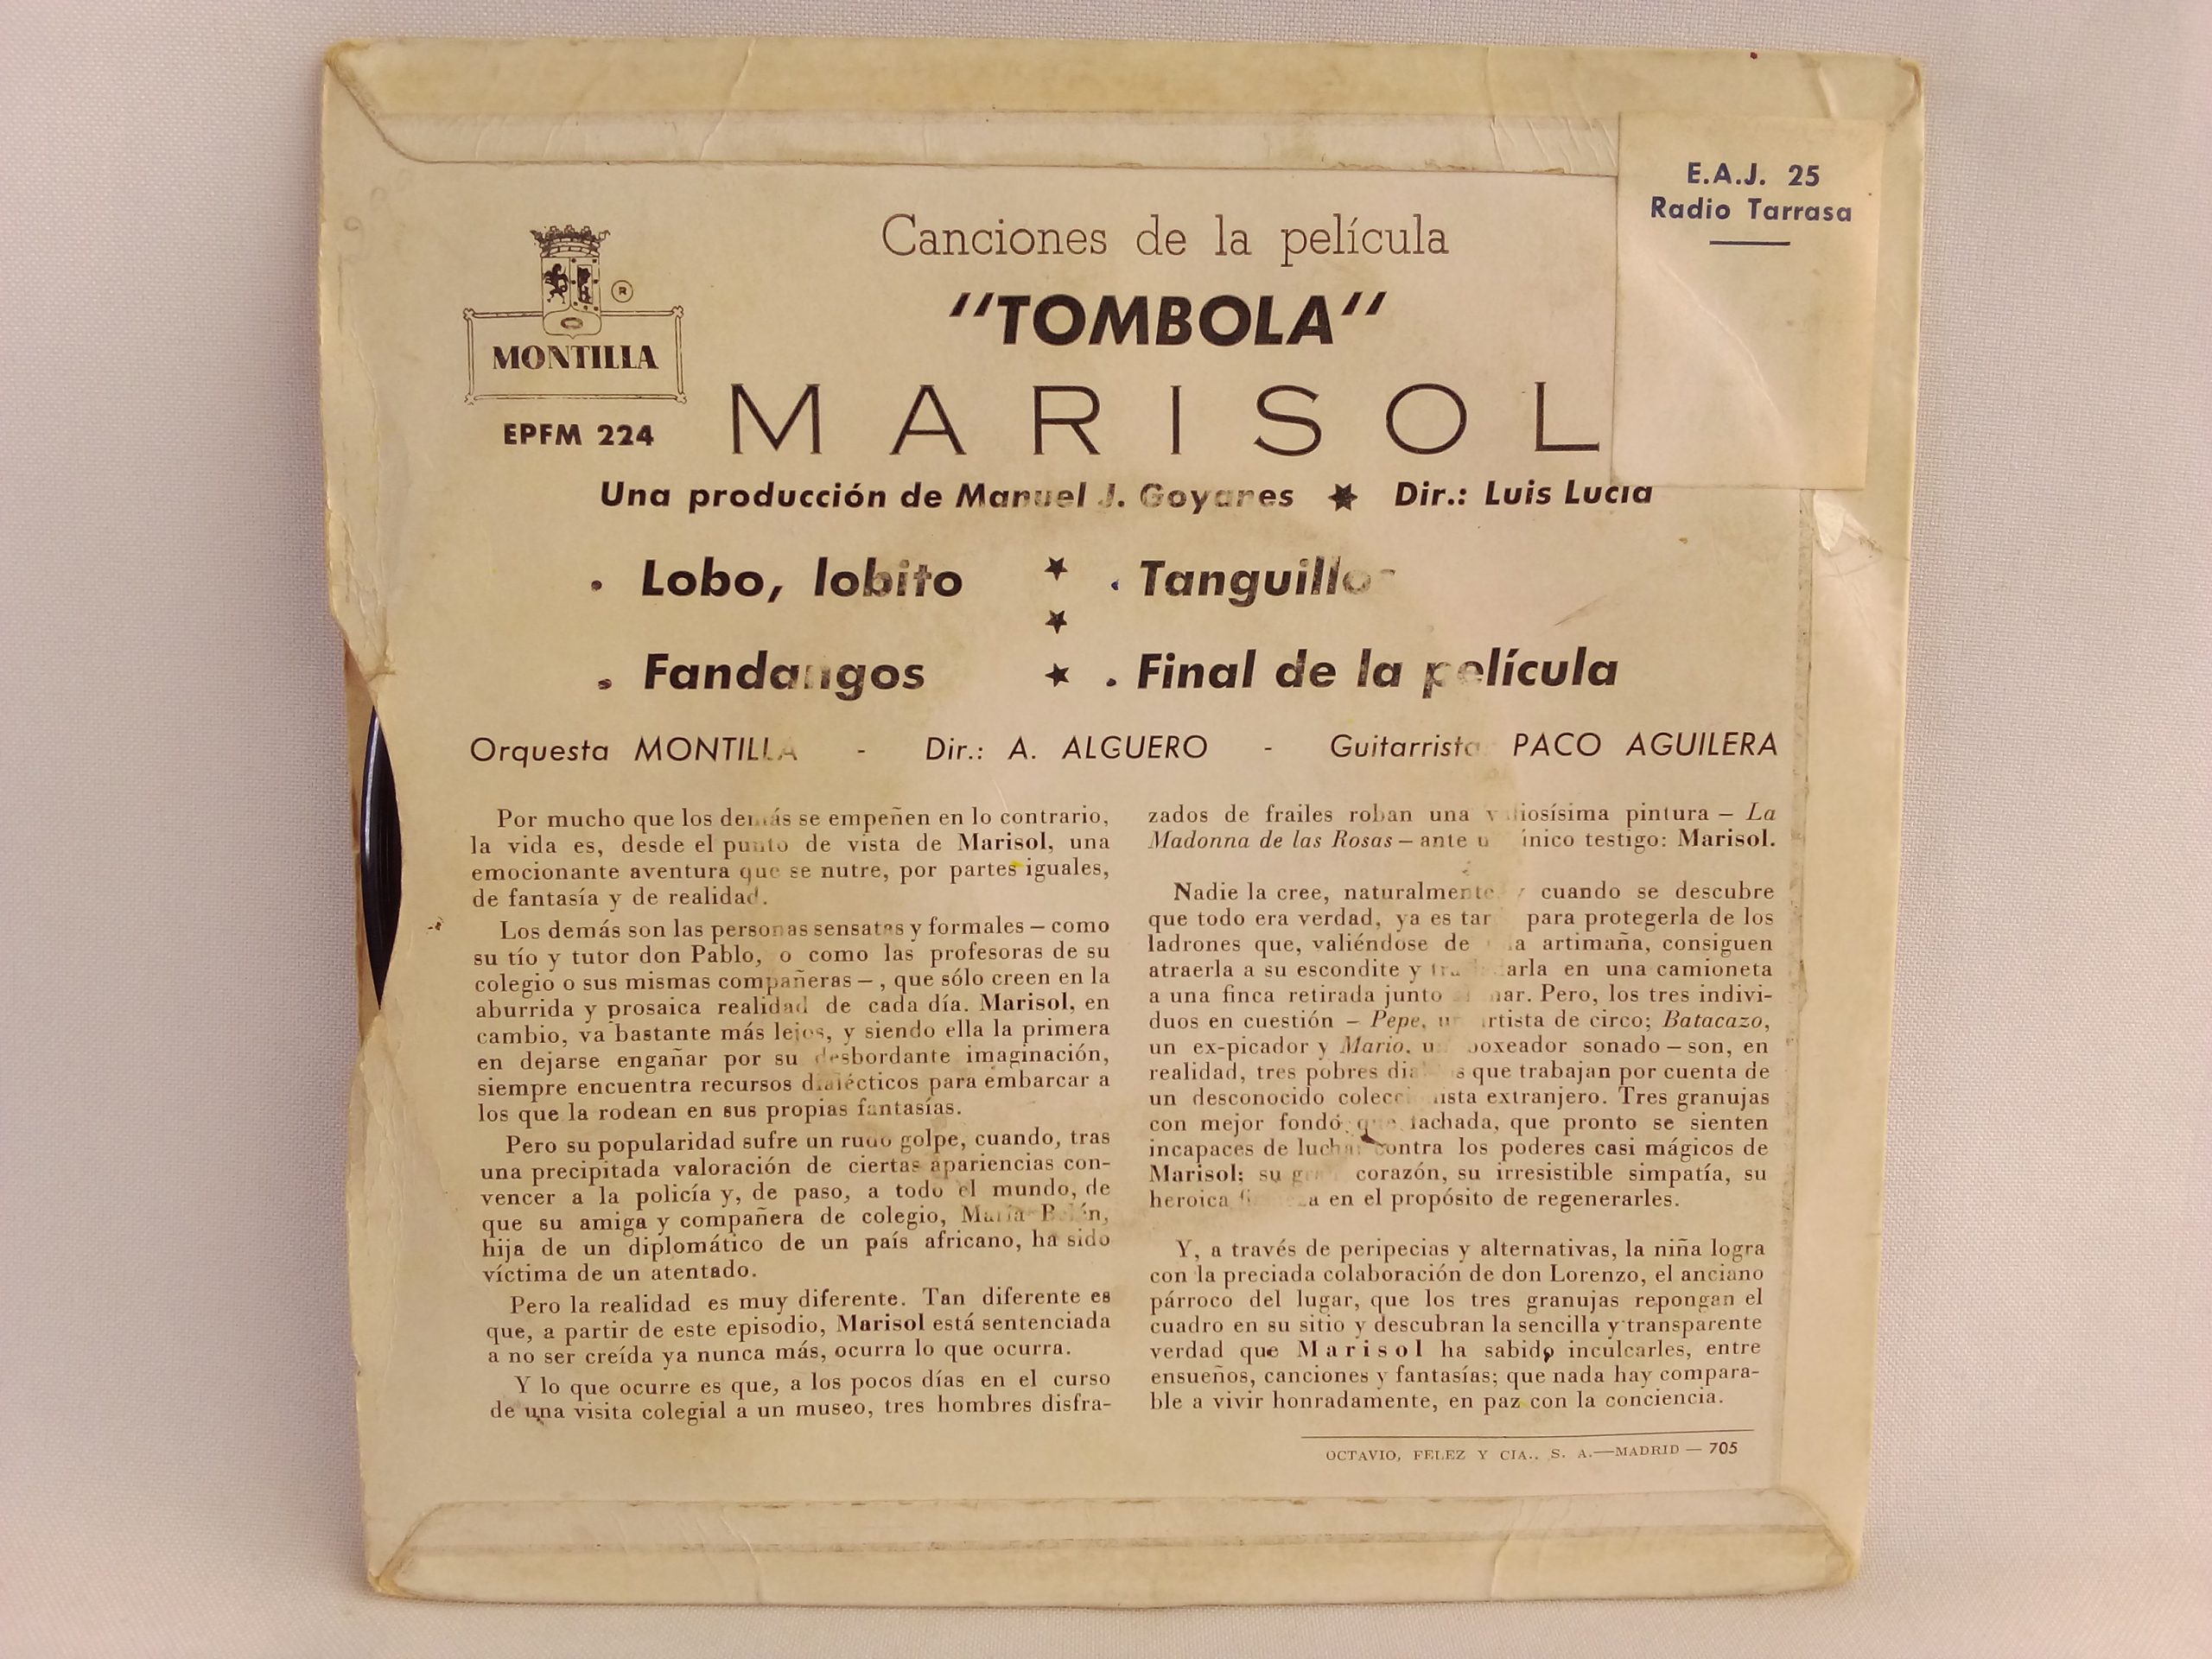 E.A.J. 25
Radio Tarrasa
Canciones de la película
"TOMBOLA"
MONTILLA
EPFM 224
MARISOL
Una producción de Manuel J. Goyanes ★ Dir.: Luis Lucia
Lobo, lobito
Tanguillo
Fandangos
Final de la película
Orquesta MONTILLA - Dir.: A. ALGUERO - Guitarrista PACO AGUILERA
Por mucho que los demás se empeñen en lo contrario,
la vida es, desde el punto de vista de Marisol, una
emocionante aventura que se nutre, por partes iguales,
de fantasía y de realidad.
Los demás son las personas sensatas y formales – como
su tío y tutor don Pablo, o como las profesoras de su
colegio o sus mismas compañeras – , que sólo creen en la
aburrida y prosaica realidad de cada día. Marisol, en
cambio, va bastante más lejos, y siendo ella la primera
en dejarse engañar por su desbordante imaginación,
siempre encuentra recursos dialécticos para embarcar a
los que la rodean en sus propias fantasías.
Pero su popularidad sufre un rudo golpe, cuando, tras
una precipitada valoración de ciertas apariencias con-
vencer a la policía y, de paso, a todo el mundo, de
que su amiga y compañera de colegio, María Belén,
hija de un diplomático de un país africano, ha sido
víctima de un atentado.
Pero la realidad es muy diferente. Tan diferente es
que, a partir de este episodio, Marisol está sentenciada
a no ser creída ya nunca más, ocurra lo que ocurra.
Y lo que ocurre es que, a los pocos días en el curso
de una visita colegial a un museo, tres hombres disfra-
zados de frailes roban una valiosísima pintura – La
Madonna de las Rosas – ante un único testigo: Marisol.
Nadie la cree, naturalmente y cuando se descubre
que todo era verdad, ya es para protegerla de los
ladrones que, valiéndose de artimaña, consiguen
atraerla a su escondite y en una camioneta
a una finca retirada junto al mar. Pero, los tres indivi-
duos en cuestión – Pepe, un artista de circo; Batacazo,
un ex-picador y Mario, un boxeador sonado – son, en
realidad, tres pobres diablos que trabajan por cuenta de
un desconocido coleccionista extranjero. Tres granujas
con mejor fondo que fachada, que pronto se sienten
incapaces de luchar contra los poderes casi mágicos de
Marisol; su gran corazón, su irresistible simpatía, su
heroica en el propósito de regenerarles.
Y, a través de peripecias y alternativas, la niña logra
con la preciada colaboración de don Lorenzo, el anciano
párroco del lugar, que los tres granujas repongan el
cuadro en su sitio y descubran la sencilla y transparente
verdad que Marisol ha sabido inculcarles, entre
ensueños, canciones y fantasías; que nada hay compara-
ble a vivir honradamente, en paz con la conciencia.
OCTAVIO, FELEZ Y CIA., S. A.—MADRID — 705